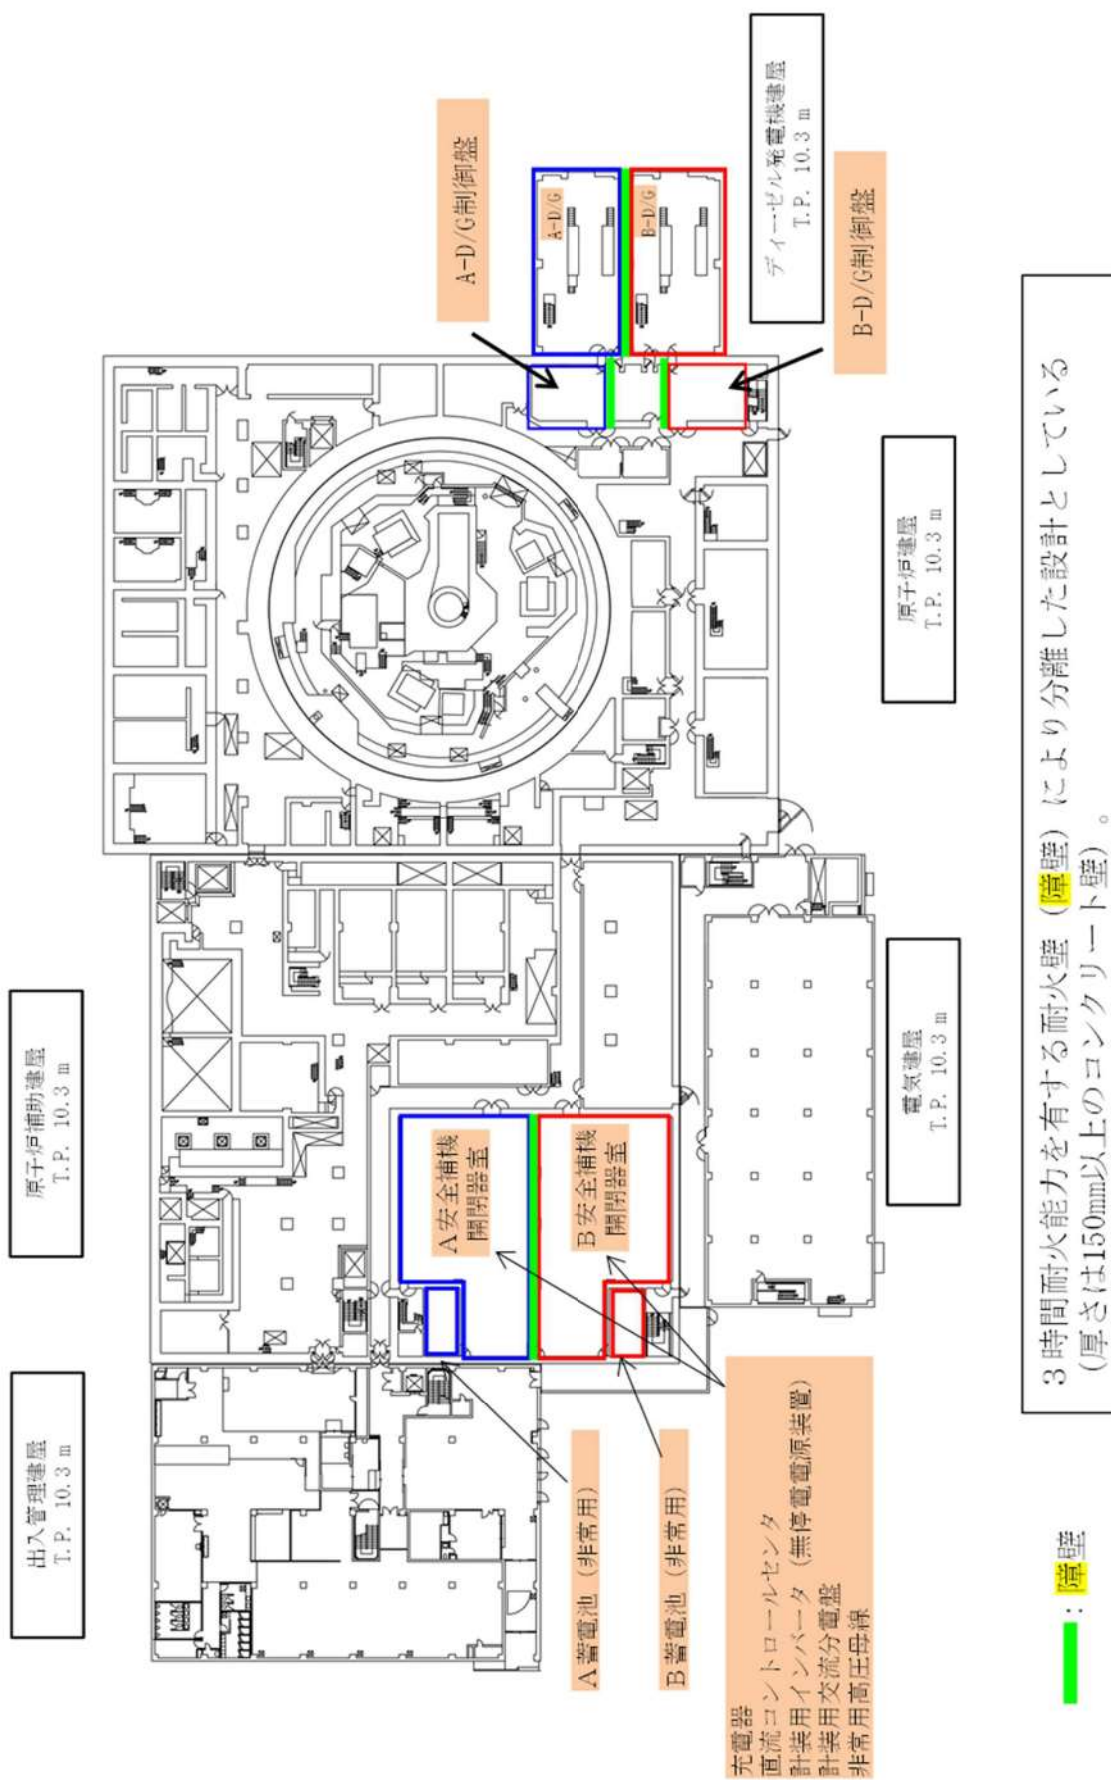 出入管理建屋
T.P. 10.3 m
原子炉補助建屋
T.P. 10.3 m
A-D/G制御盤
A-D/G
B-D/G
ディーゼル発電機建屋
T.P. 10.3 m
B-D/G制御盤
A安全補機
開閉器室
B安全補機
開閉器室
原子炉建屋
T.P. 10.3 m
電気建屋
T.P. 10.3 m
A蓄電池（非常用）
B蓄電池（非常用）
充電器
直流コントロールセンタ
計装用インバータ（無停電電源装置）
計装用交流分電盤
非常用高圧母線
３時間耐火能力を有する耐火壁（障壁）により分離した設計としている
（厚さは150mm以上のコンクリート壁）。
：障壁